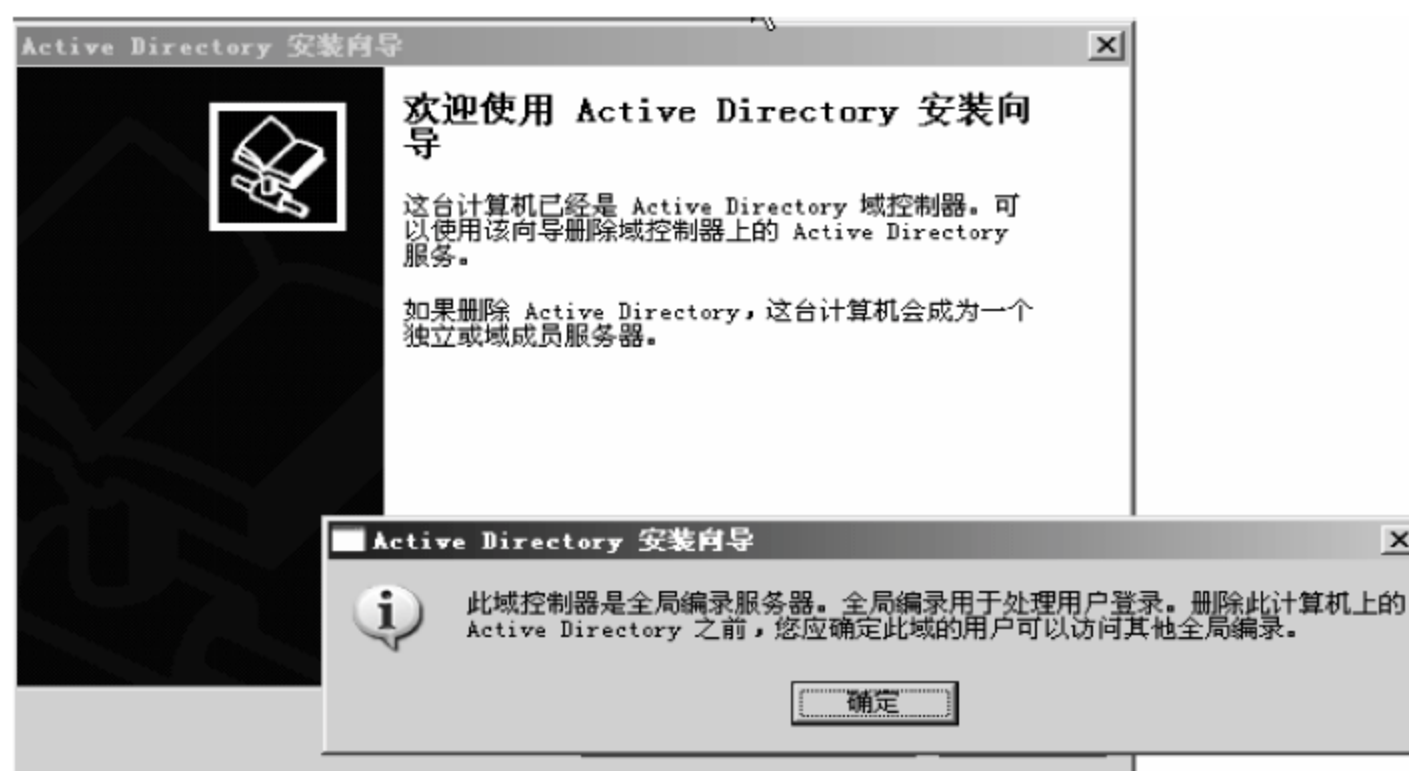 Active Directory 安装向导
欢迎使用 Active Directory 安装向
导
这台计算机已经是 Active Directory 域控制器。可
以使用该向导删除域控制器上的 Active Directory
服务。
如果删除 Active Directory，这台计算机会成为一个
独立或域成员服务器。
Active Directory 安装向导
此域控制器是全局编录服务器。全局编录用于处理用户登录。删除此计算机上的
Active Directory 之前，您应确定此域的用户可以访问其他全局编录。
确定